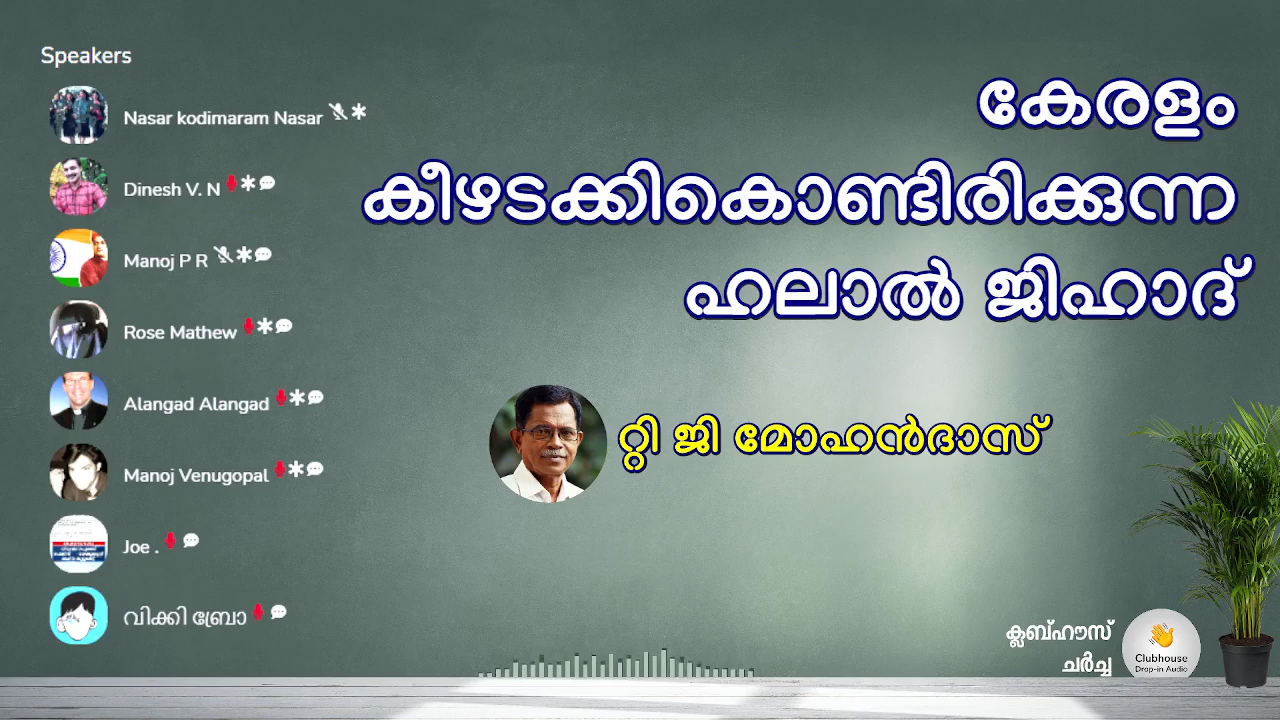 Speakers
Nasar kodimaram Nasar
Dinesh V. N
Manoj P R
Rose Mathew
Alangad Alangad
Manoj Venugopal
Joe .
വിക്കി ബ്രോ
കേരളം
കീഴടക്കികൊണ്ടിരിക്കുന്ന
ഹലാൽ ജിഹാദ്
റ്റി ജി മോഹൻദാസ്
ക്ലബ്ഹൗസ്
ചർച്ച
Clubhouse
Drop-in Audio